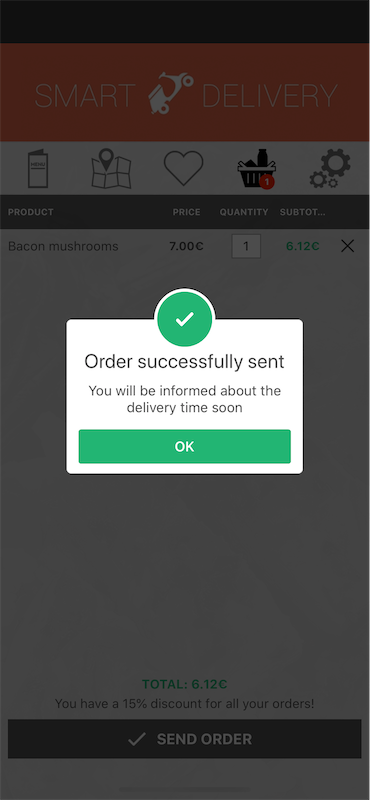 SMART DELIVERY
MENU
1
PRODUCT PRICE QUANTITY SUBTOT...
Bacon mushrooms 7.00€ 1 6.12€
Order successfully sent
You will be informed about the
delivery time soon
OK
TOTAL: 6.12€
You have a 15% discount for all your orders!
SEND ORDER